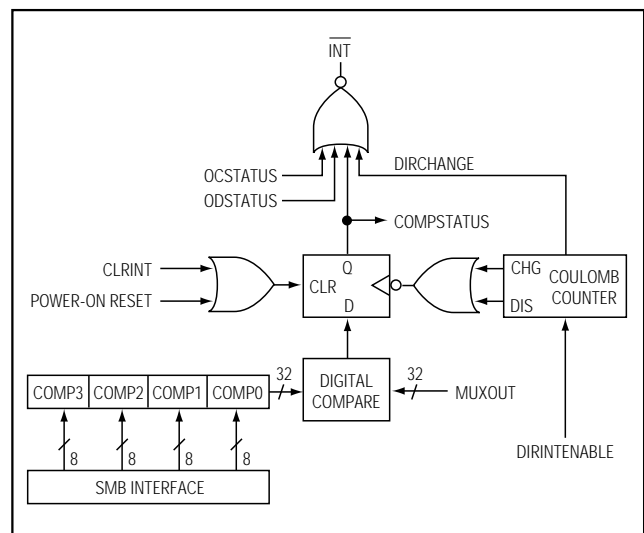 INT
OCSTATUS
DIRCHANGE
ODSTATUS
COMPSTATUS
CLRINT
POWER-ON RESET
Q
CLR
D
CHG
DIS
COULOMB
COUNTER
COMP3 COMP2 COMP1 COMP0
32
DIGITAL
COMPARE
32
MUXOUT
DIRINTENABLE
8 8 8 8
SMB INTERFACE